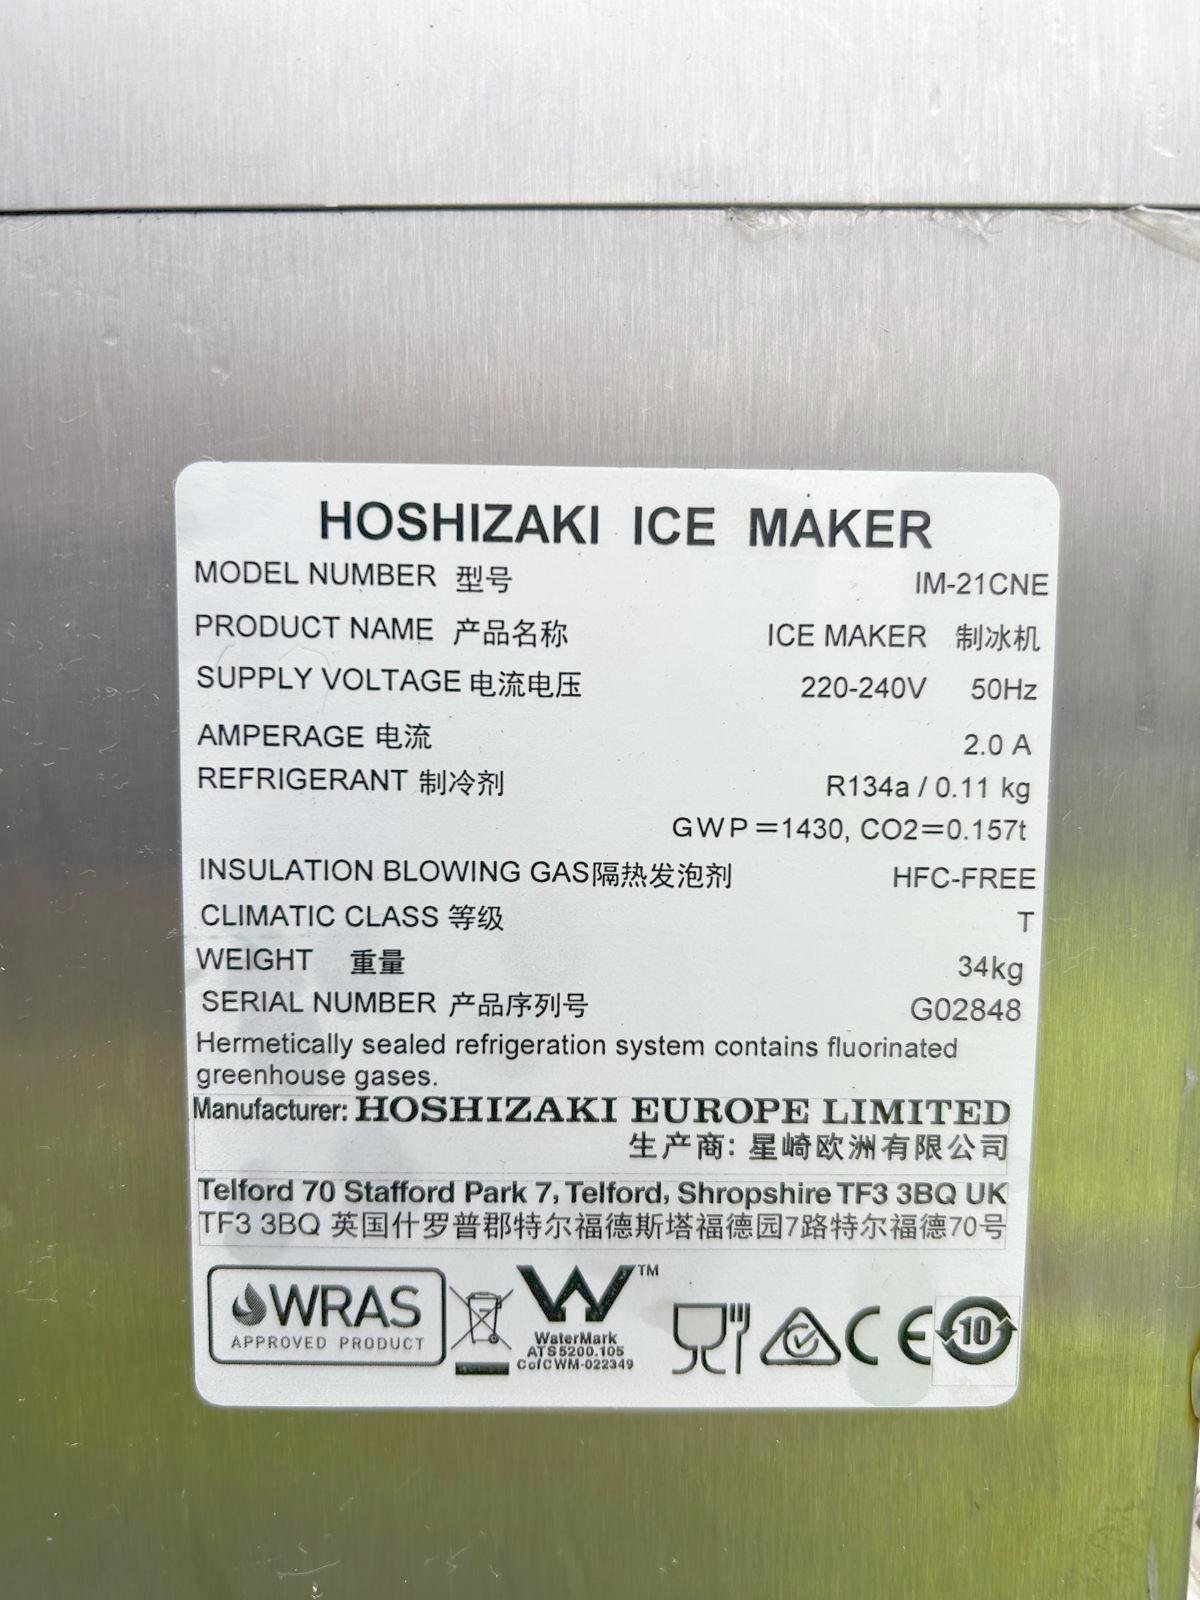 HOSHIZAKI ICE MAKER
MODEL NUMBER 型号 IM-21CNE
PRODUCT NAME 产品名称 ICE MAKER 制冰机
SUPPLY VOLTAGE 电流电压 220-240V 50Hz
AMPERAGE 电流 2.0 A
REFRIGERANT 制冷剂 R134a / 0.11 kg
GWP=1430, CO2=0.157t
INSULATION BLOWING GAS隔热发泡剂 HFC-FREE
CLIMATIC CLASS 等级 T
WEIGHT 重量 34kg
SERIAL NUMBER 产品序列号 G02848
Hermetically sealed refrigeration system contains fluorinated
greenhouse gases.
Manufacturer: HOSHIZAKI EUROPE LIMITED
生产商: 星崎欧洲有限公司
Telford 70 Stafford Park 7, Telford, Shropshire TF3 3BQ UK
TF3 3BQ 英国什罗普郡特尔福德斯塔福德园7路特尔福德70号
WRAS
APPROVED PRODUCT
W™
WaterMark
ATS5200.105
CofCWM-022349
CE
10